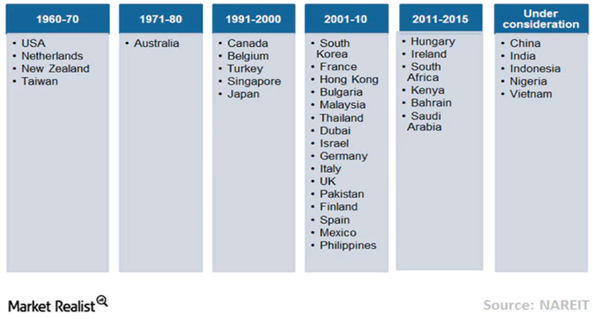 1960-70
• USA
• Netherlands
• New Zealand
• Taiwan
1971-80
• Australia
1991-2000
• Canada
• Belgium
• Turkey
• Singapore
• Japan
2001-10
• South
Korea
• France
• Hong Kong
• Bulgaria
• Malaysia
• Thailand
• Dubai
• Israel
• Germany
• Italy
• UK
• Pakistan
• Finland
• Spain
• Mexico
• Philippines
2011-2015
• Hungary
• Ireland
• South
Africa
• Kenya
• Bahrain
• Saudi
Arabia
Under
consideration
• China
• India
• Indonesia
• Nigeria
• Vietnam
Market Realist
Source: NAREIT